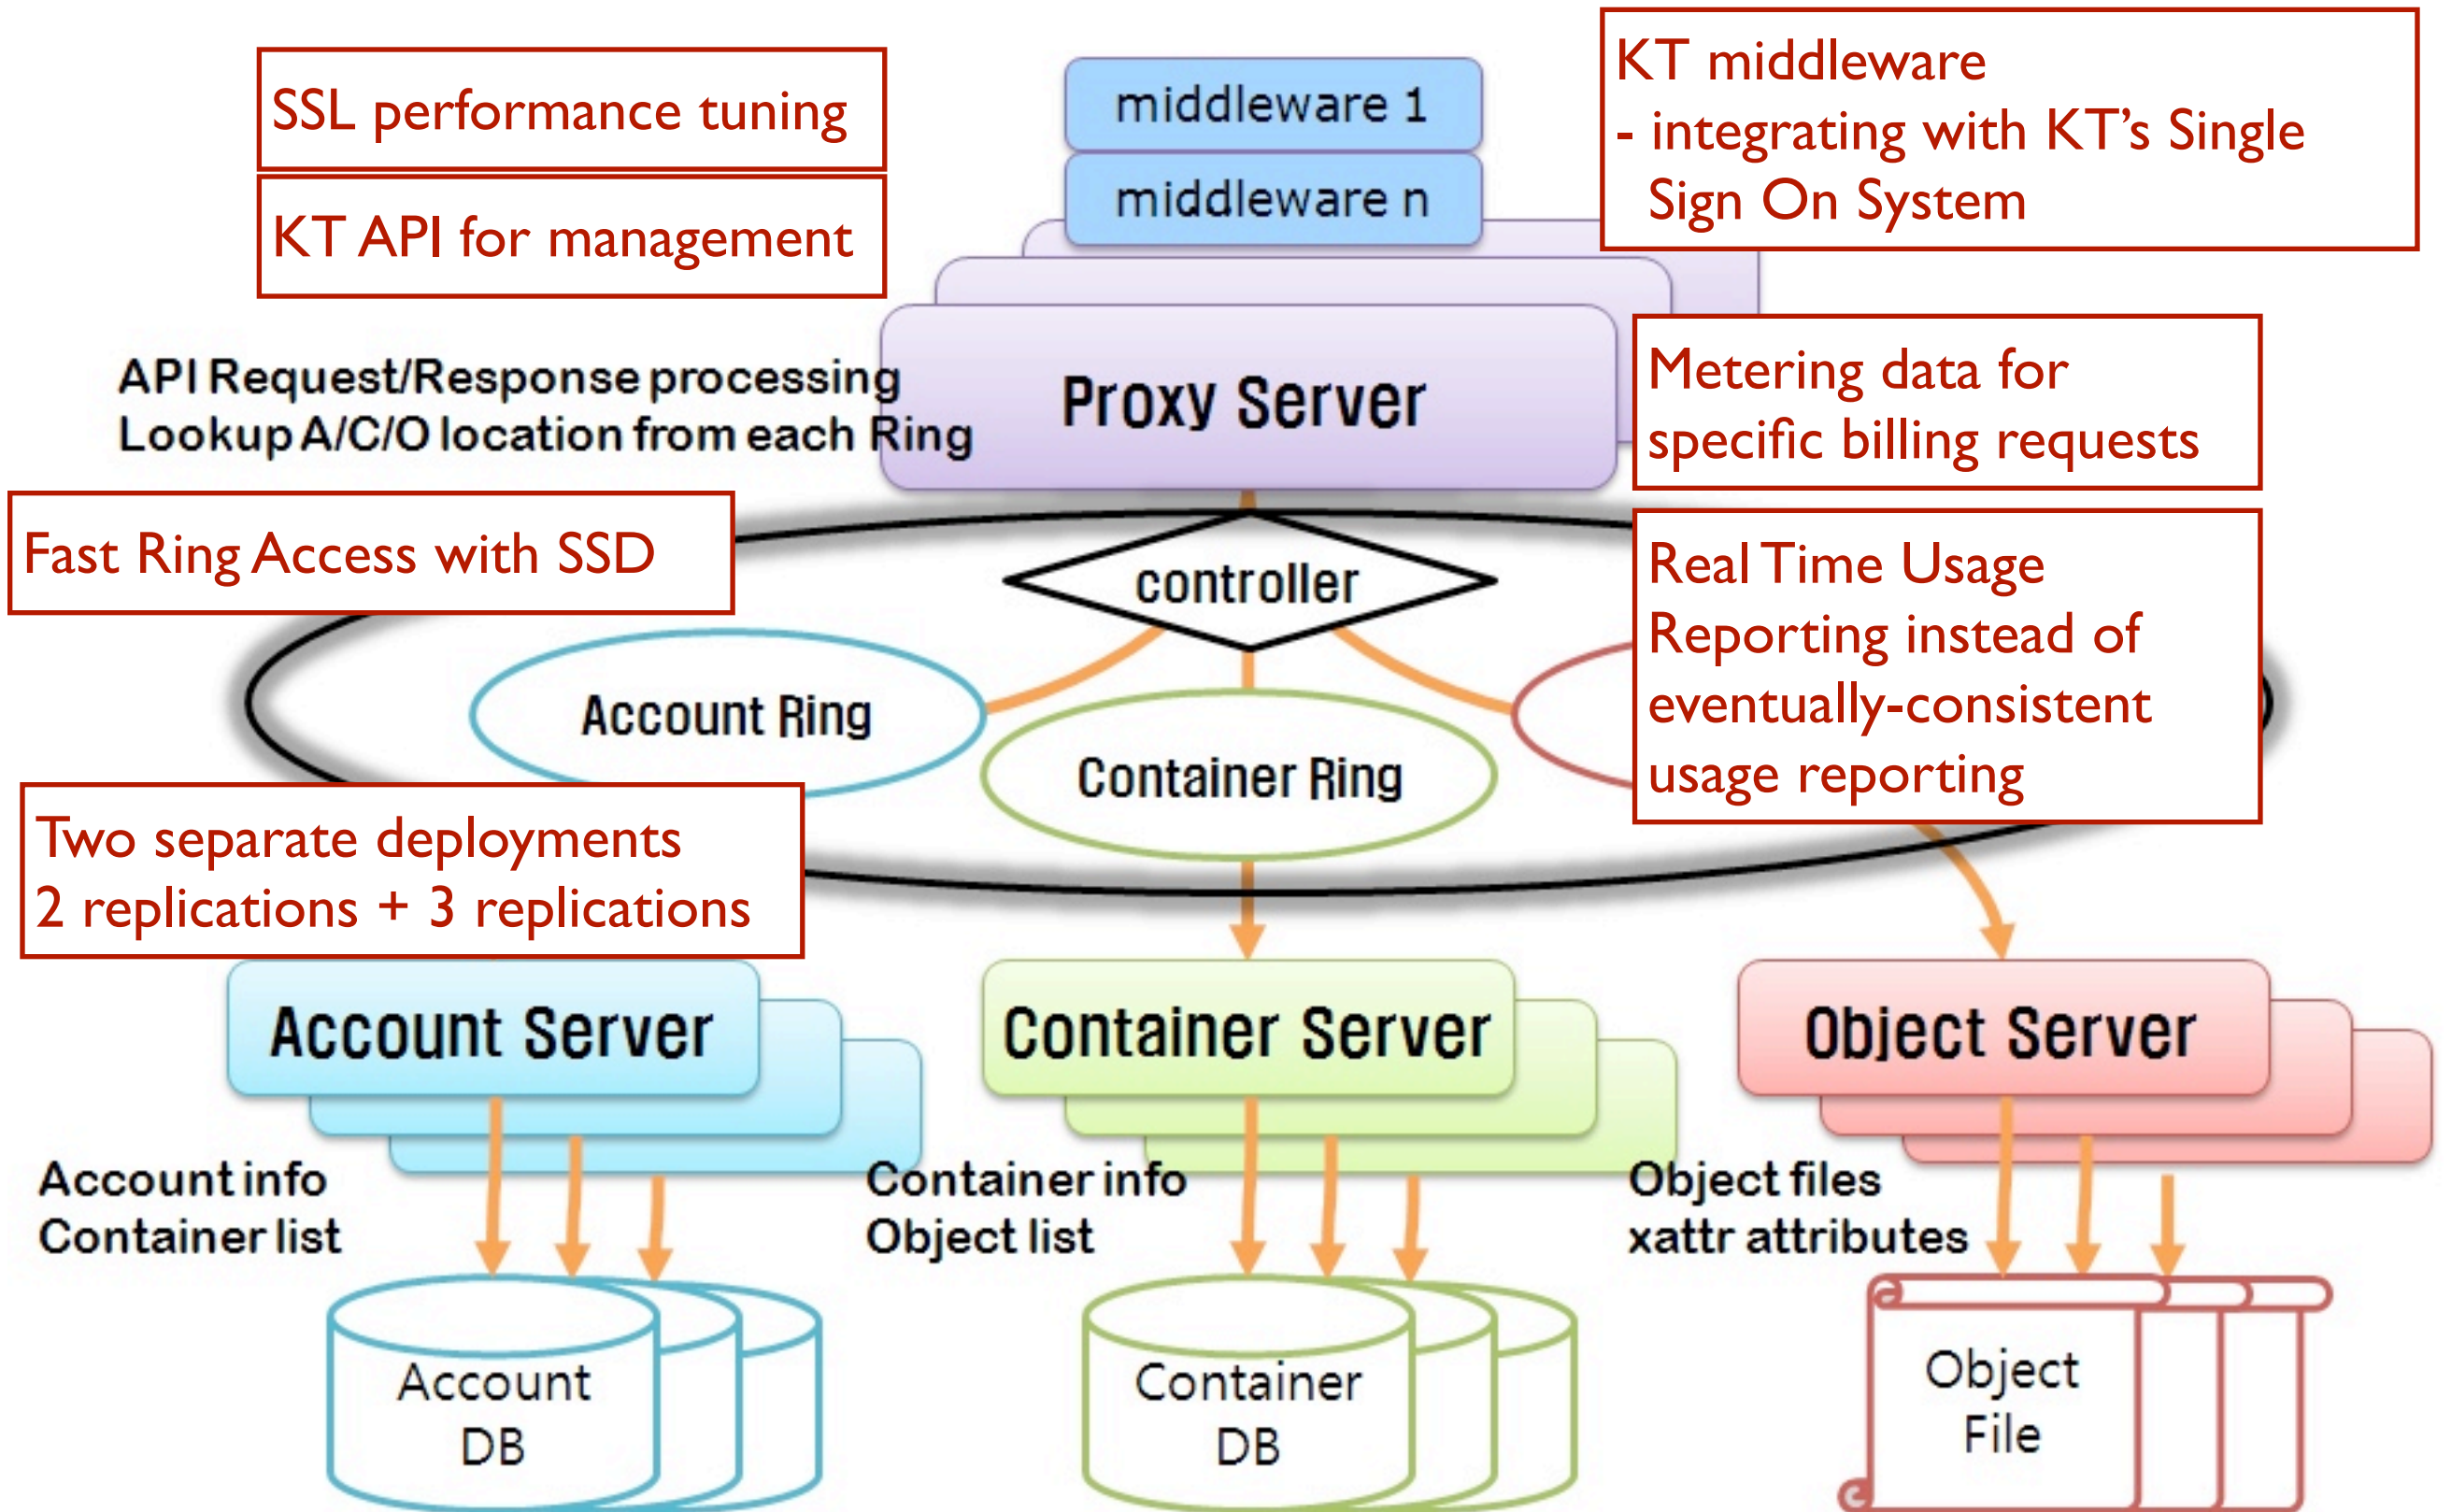 SSL performance tuning
KT API for management
middleware 1
middleware n
KT middleware
- integrating with KT’s Single
Sign On System
API Request/Response processing
Lookup A/C/O location from each Ring
Proxy Server
Metering data for
specific billing requests
Fast Ring Access with SSD
controller
Real Time Usage
Reporting instead of
eventually-consistent
usage reporting
Account Ring
Container Ring
Two separate deployments
2 replications + 3 replications
Account Server
Container Server
Object Server
Account info
Container list
Container info
Object list
Object files
xattr attributes
Account
DB
Container
DB
Object
File